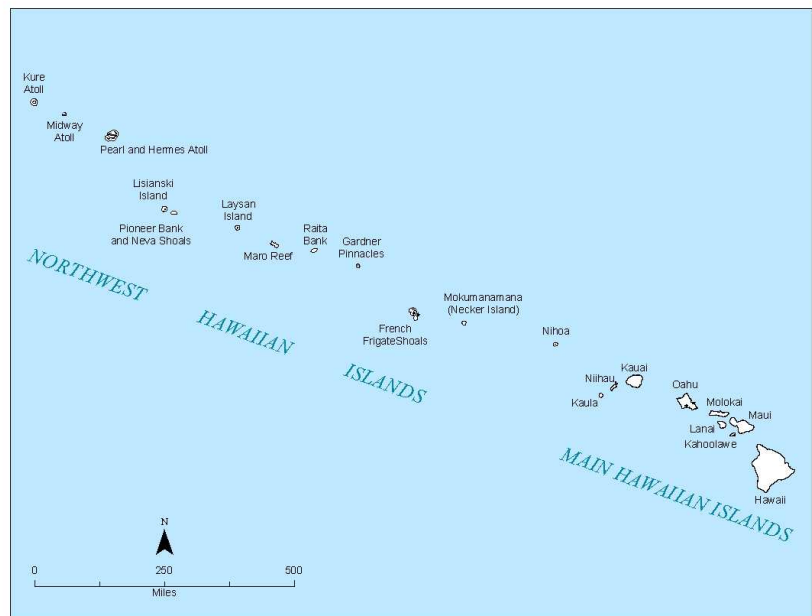 Kure
Atoll
Midway
Atoll
Pearl and Hermes Atoll
Lisianski
Island
Pioneer Bank
and Neva Shoals
Laysan
Island
Maro Reef
Raita
Bank
Gardner
Pinnacles
French
FrigateShoals
Mokumanamana
(Necker Island)
Nihoa
Niihau
Kauai
Kaula
Oahu
Molokai
Maui
Lanai
Kahoolawe
Hawaii
NORTHWEST HAWAIIAN ISLANDS
MAIN HAWAIIAN ISLANDS
N
0 250 500
Miles